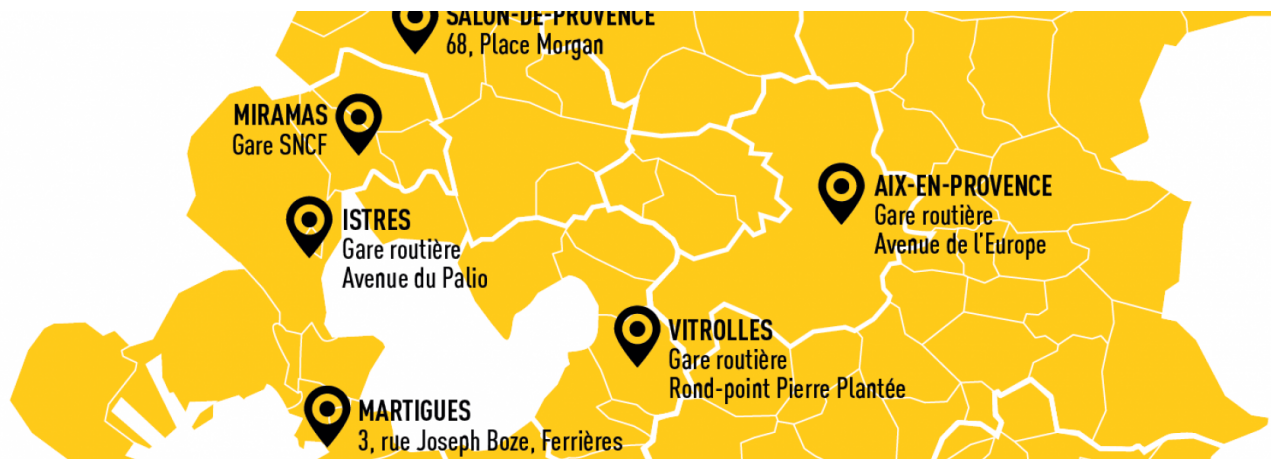 SALON-DE-PROVENCE
68, Place Morgan
MIRAMAS
Gare SNCF
AIX-EN-PROVENCE
Gare routière
Avenue de l'Europe
ISTRES
Gare routière
Avenue du Palio
VITROLLES
Gare routière
Rond-point Pierre Plantée
MARTIGUES
3, rue Joseph Boze, Ferrières